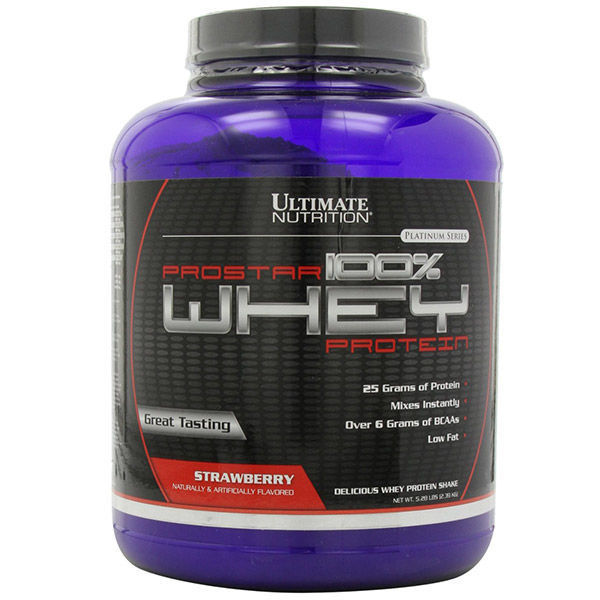 ULTIMATE
NUTRITION®
PLATINUM SERIES
PROSTAR 100%
WHEY
PROTEIN
25 Grams of Protein
Mixes Instantly
Over 6 Grams of BCAAs
Low Fat
Great Tasting
STRAWBERRY
NATURALLY & ARTIFICIALLY FLAVORED
DELICIOUS WHEY PROTEIN SHAKE
NET WT. 5.28 LBS (2.39 KG)